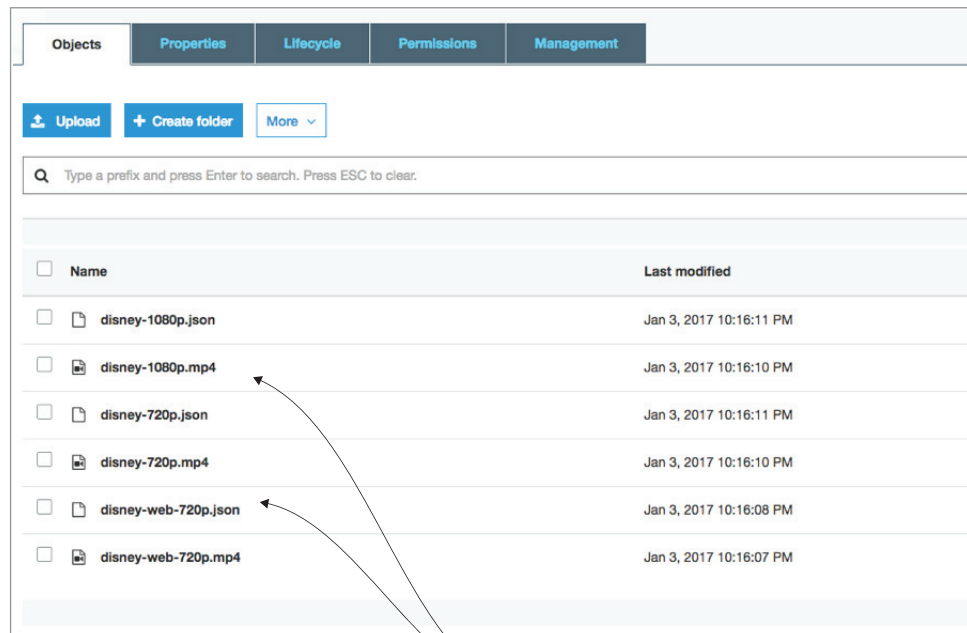 Objects Properties Lifecycle Permissions Management
Upload + Create folder More
Type a prefix and press Enter to search. Press ESC to clear.
Name Last modified
disney-1080p.json Jan 3, 2017 10:16:11 PM
disney-1080p.mp4 Jan 3, 2017 10:16:10 PM
disney-720p.json Jan 3, 2017 10:16:11 PM
disney-720p.mp4 Jan 3, 2017 10:16:10 PM
disney-web-720p.json Jan 3, 2017 10:16:08 PM
disney-web-720p.mp4 Jan 3, 2017 10:16:07 PM